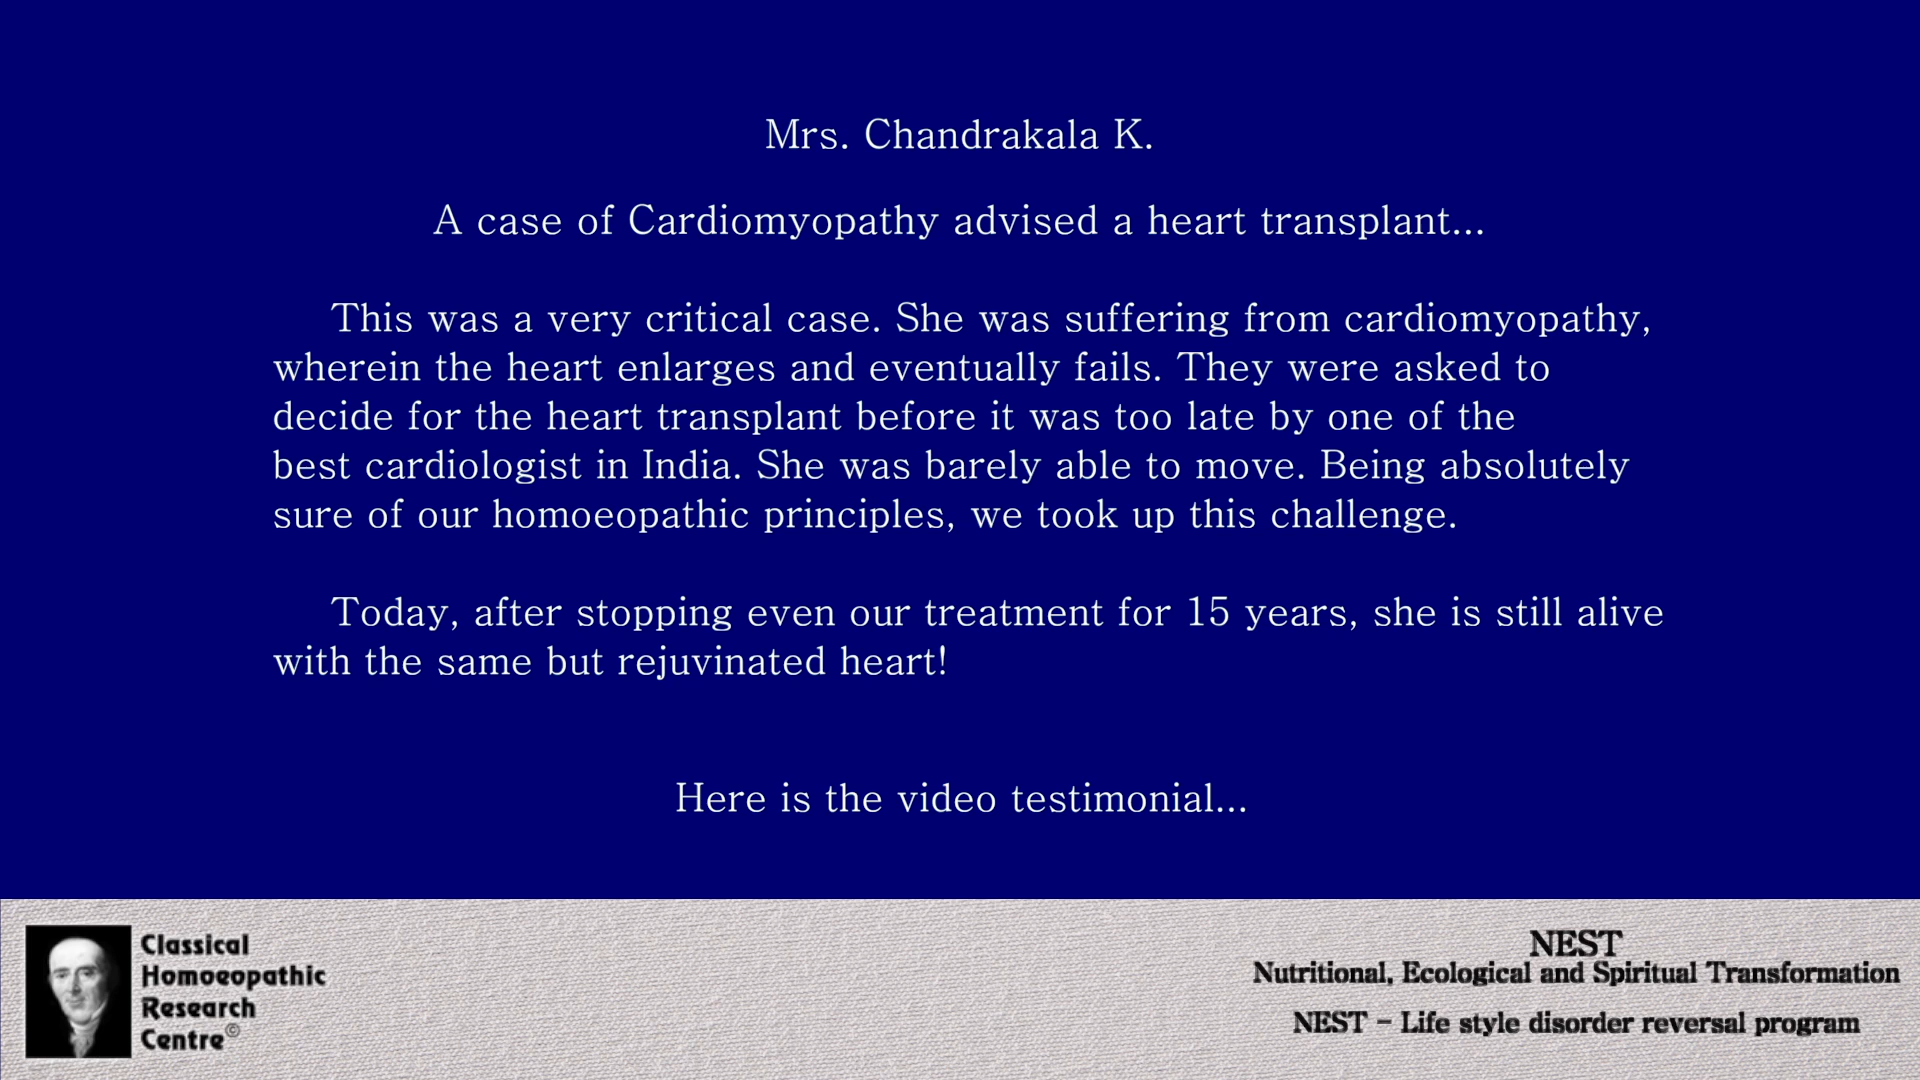 Mrs. Chandrakala K.
A case of Cardiomyopathy advised a heart transplant...
This was a very critical case. She was suffering from cardiomyopathy,
wherein the heart enlarges and eventually fails. They were asked to
decide for the heart transplant before it was too late by one of the
best cardiologist in India. She was barely able to move. Being absolutely
sure of our homoeopathic principles, we took up this challenge.
Today, after stopping even our treatment for 15 years, she is still alive
with the same but rejuvinated heart!
Here is the video testimonial...
Classical
Homoeopathic
Research
Centre©
NEST
Nutritional, Ecological and Spiritual Transformation
NEST - Life style disorder reversal program